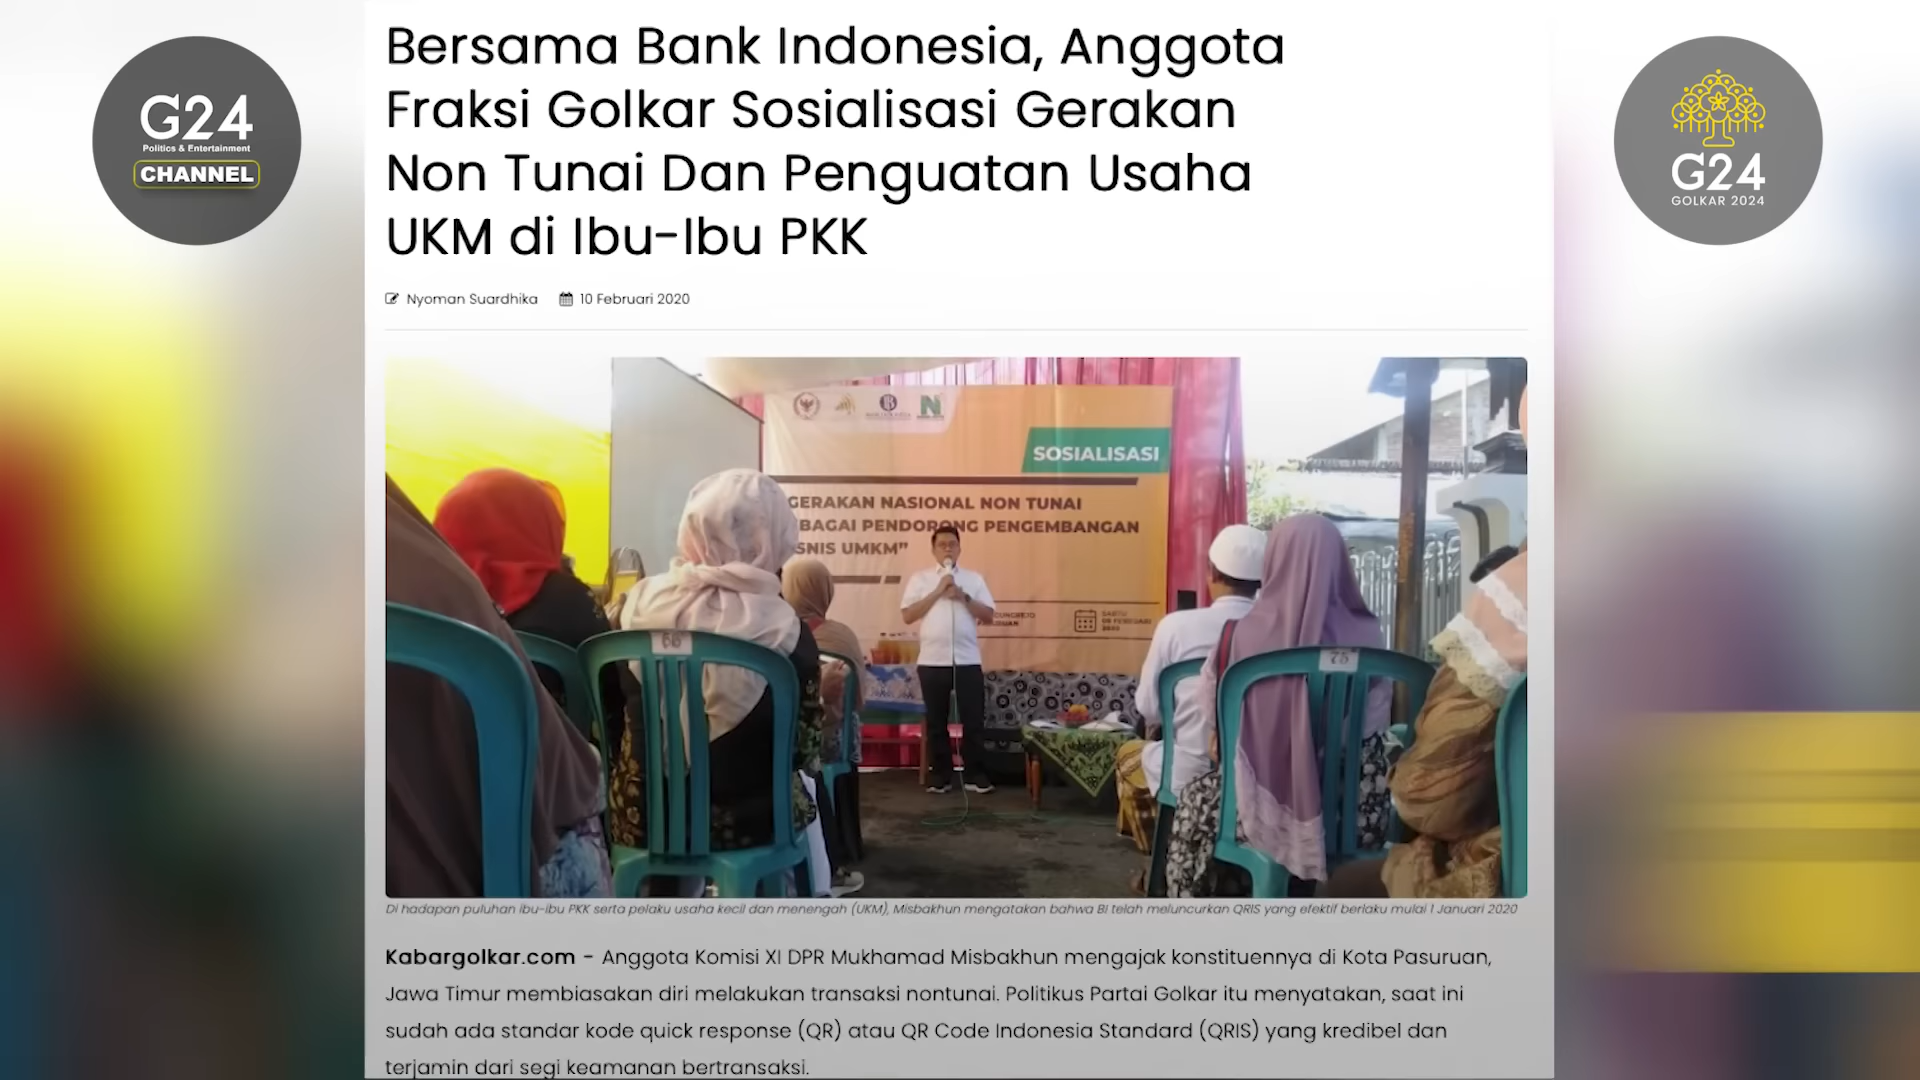 G24
Politics & Entertainment
CHANNEL
G24
GOLKAR 2024
Bersama Bank Indonesia, Anggota
Fraksi Golkar Sosialisasi Gerakan
Non Tunai Dan Penguatan Usaha
UKM di Ibu-Ibu PKK
Nyoman Suardhika 10 Februari 2020
SOSIALISASI
GERAKAN NASIONAL NON TUNAI
BAGAI PENDORONG PENGEMBANGAN
SNIS UMKM”
SABTU
66
75
Di hadapan puluhan ibu-ibu PKK serta pelaku usaha kecil dan menengah (UKM), Misbakhun mengatakan bahwa BI telah meluncurkan QRIS yang efektif berlaku mulai 1 Januari 2020
Kabargolkar.com - Anggota Komisi XI DPR Mukhamad Misbakhun mengajak konstituennya di Kota Pasuruan,
Jawa Timur membiasakan diri melakukan transaksi nontunai. Politikus Partai Golkar itu menyatakan, saat ini
sudah ada standar kode quick response (QR) atau QR Code Indonesia Standard (QRIS) yang kredibel dan
terjamin dari segi keamanan bertransaksi.